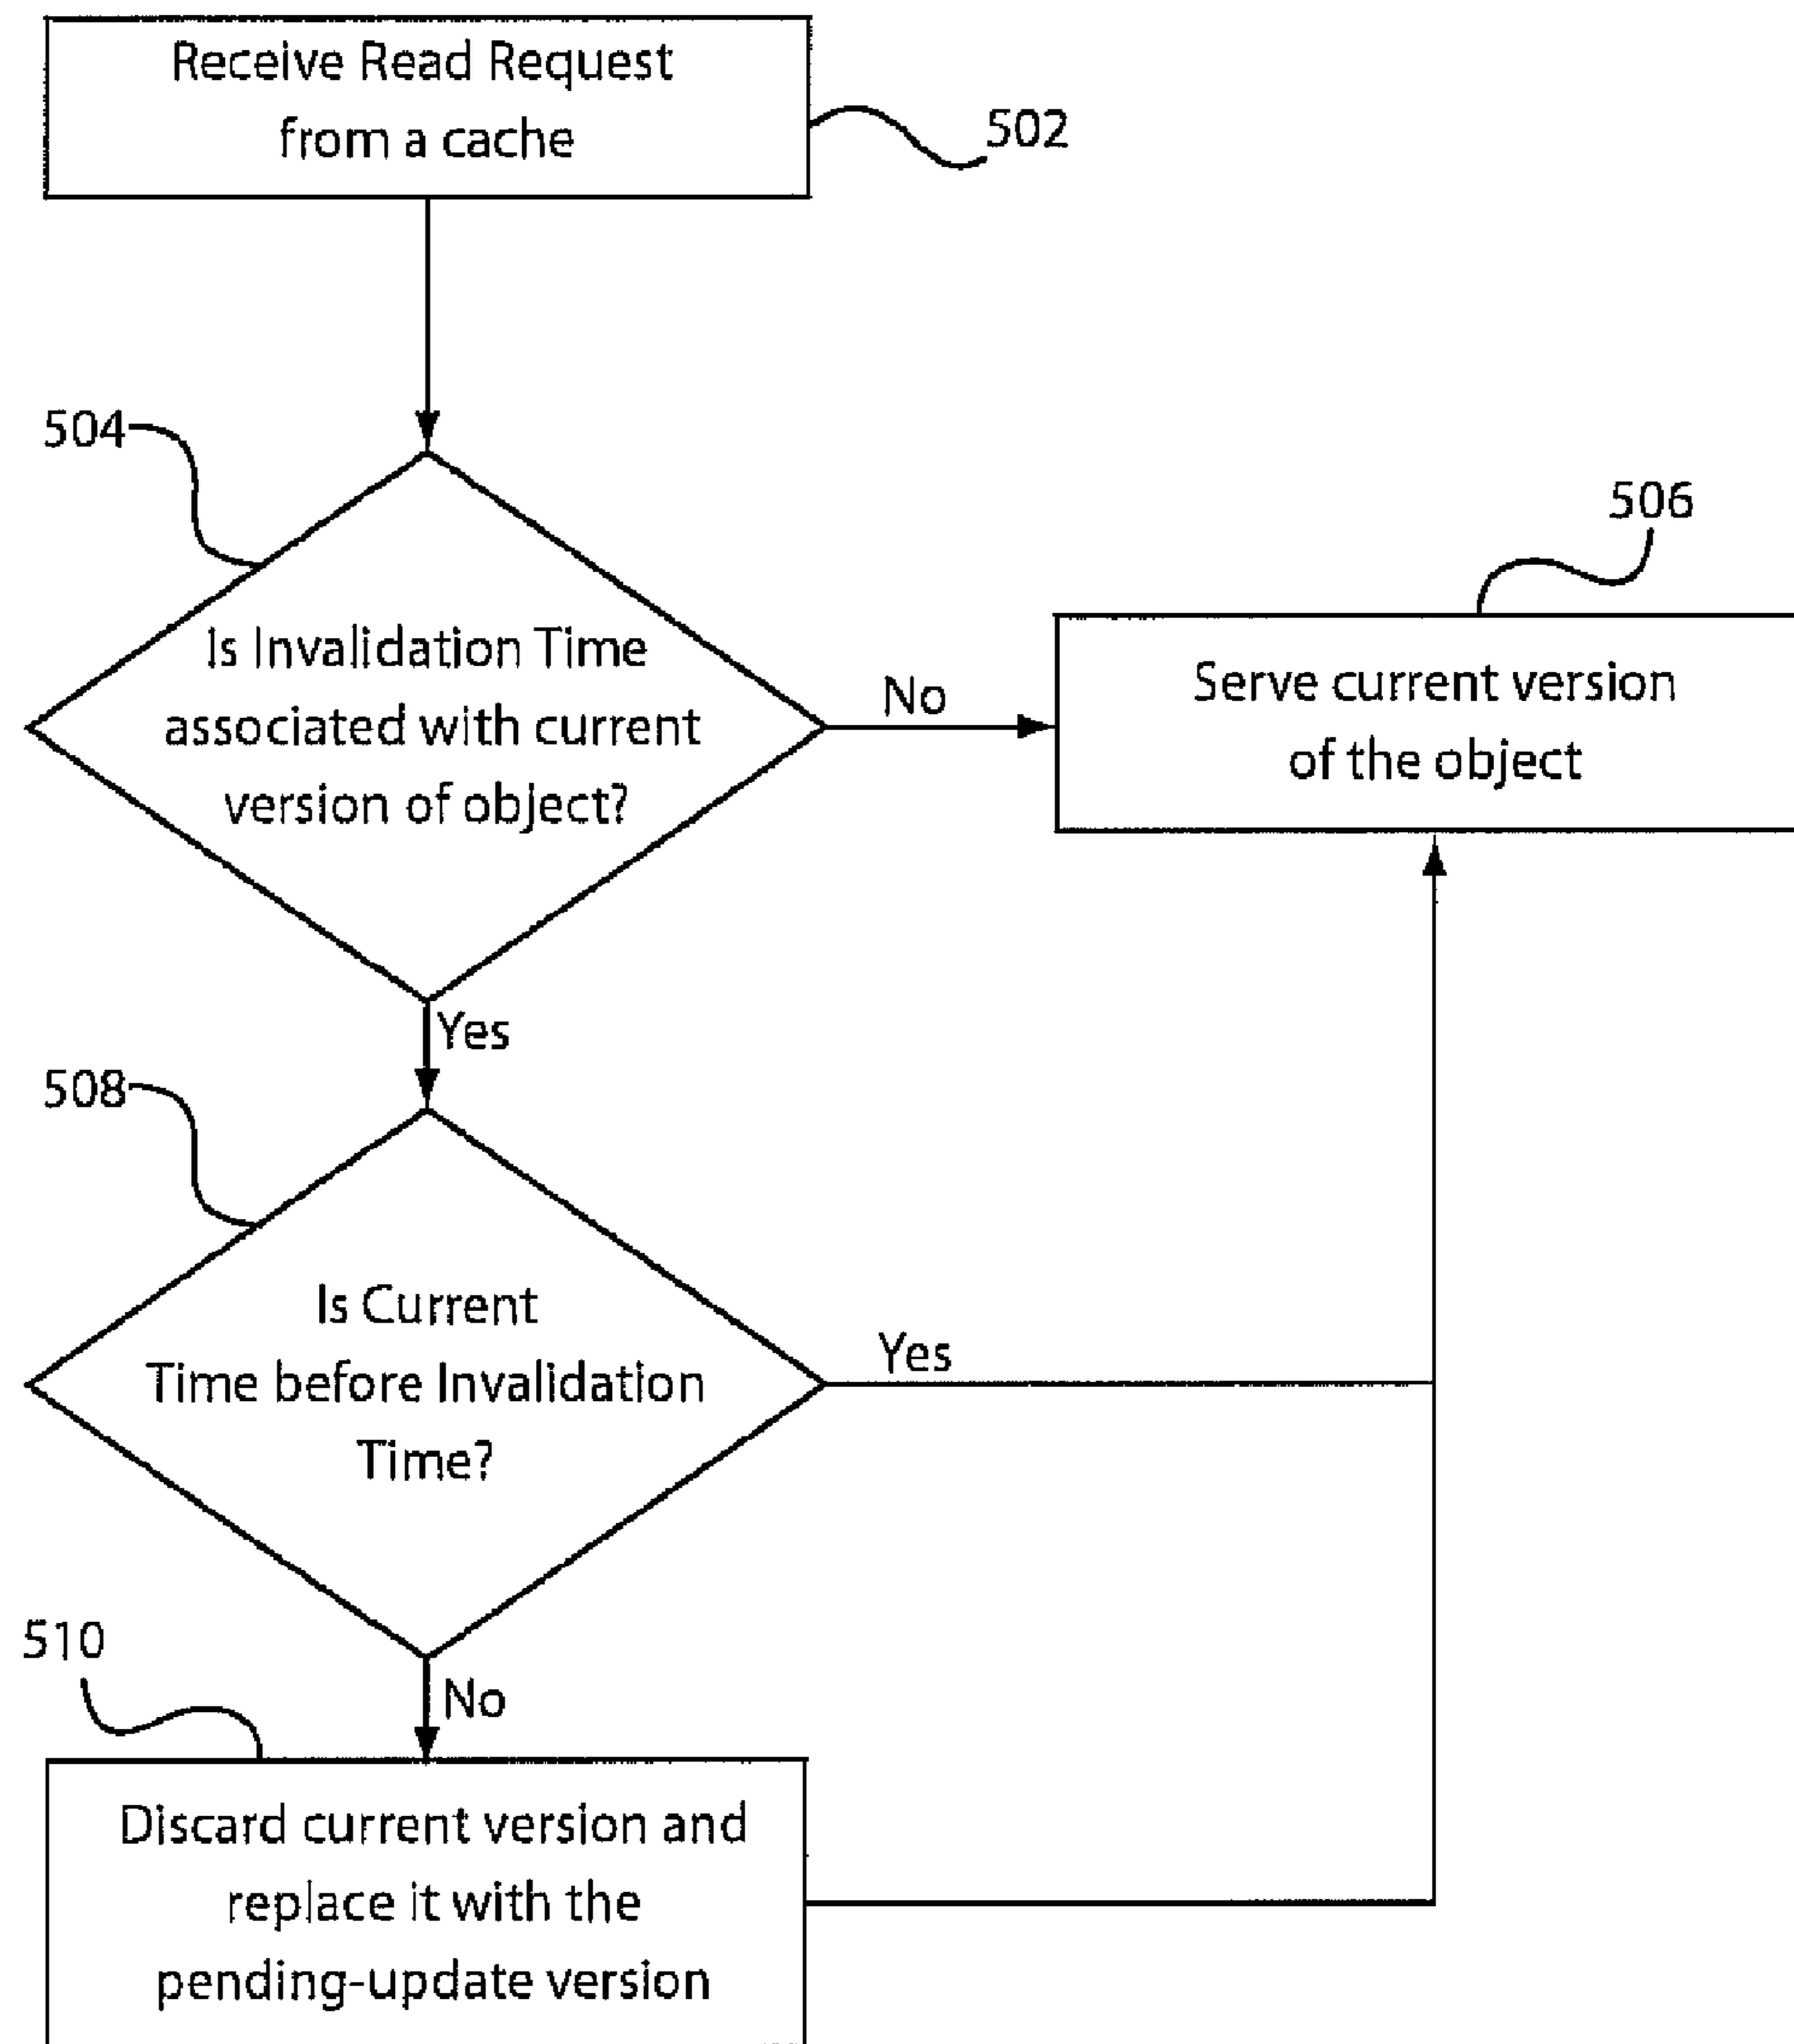 Receive Read Request
from a cache
502
504
506
Is Invalidation Time
associated with current
version of object?
No
Serve current version
of the object
Yes
508
Is Current
Time before Invalidation
Time?
Yes
510
No
Discard current version and
replace it with the
pending-update version